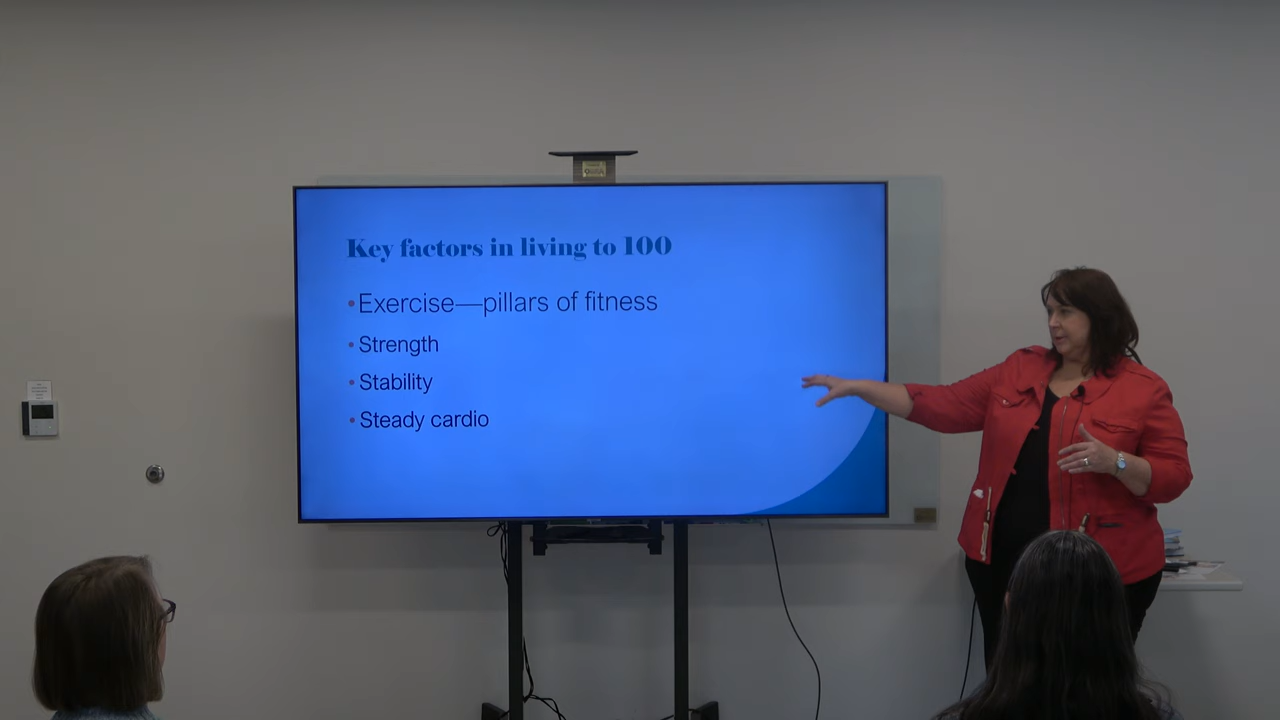 Key factors in living to 100
•Exercise—pillars of fitness
• Strength
• Stability
• Steady cardio